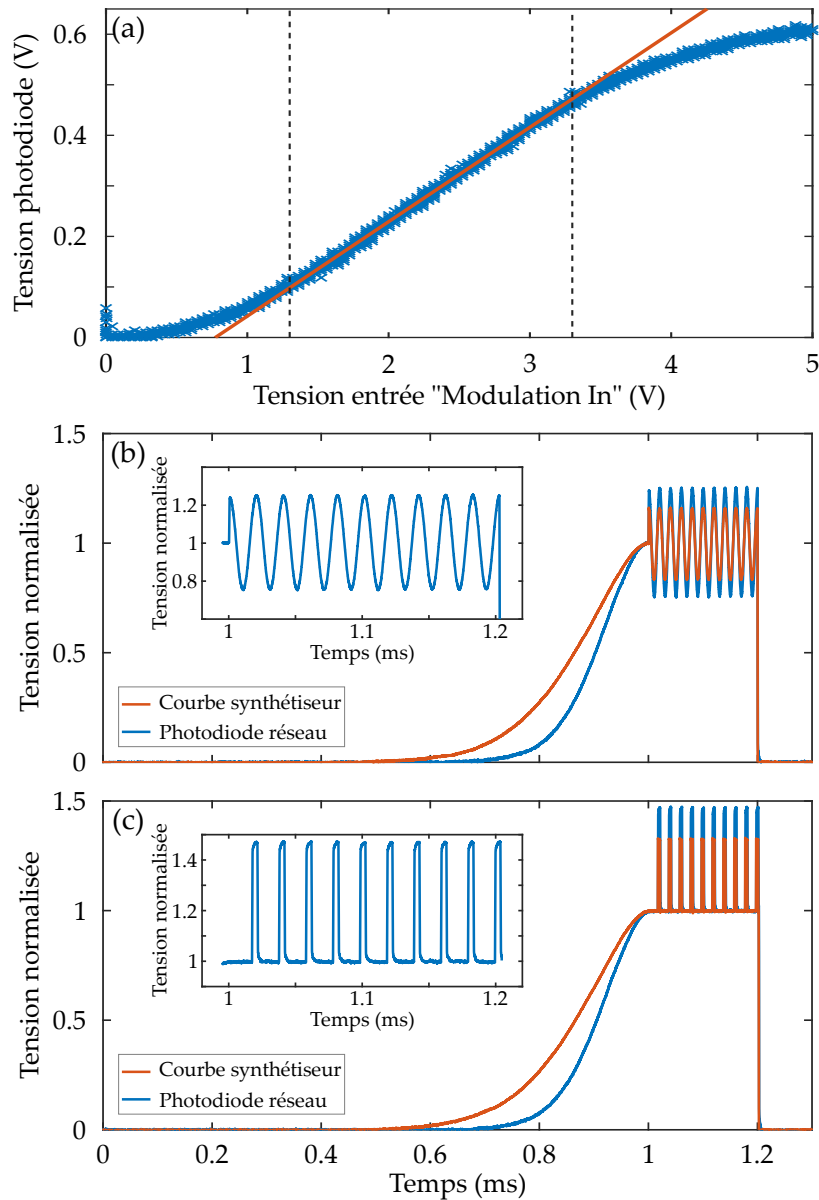 (a)
Tension photodiode (V)
0.6
0.4
0.2
0
0 1 2 3 4 5
Tension entrée "Modulation In" (V)
(b)
Tension normalisée
1.5
1
0.5
0
Tension normalisée
1.2
1
0.8
1 1.1 1.2
Temps (ms)
Courbe synthétiseur
Photodiode réseau
(c)
Tension normalisée
1.5
1
0.5
0
Tension normalisée
1.4
1.2
1
1 1.1 1.2
Temps (ms)
Courbe synthétiseur
Photodiode réseau
0 0.2 0.4 0.6 0.8 1 1.2
Temps (ms)